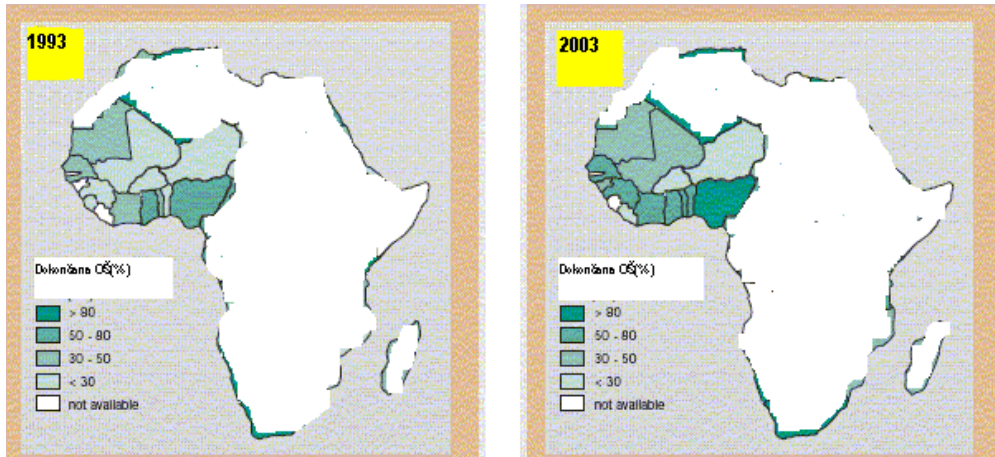 1993
Dokončana OŠ(%)
> 80
50 - 80
30 - 50
< 30
not available
2003
Dokončana OŠ(%)
> 80
50 - 80
30 - 50
< 30
not available